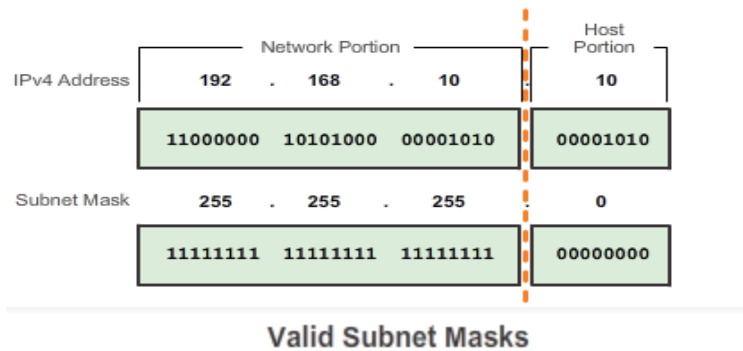 Network Portion
Host Portion
IPv4 Address 192 . 168 . 10 . 10
11000000 10101000 00001010 00001010
Subnet Mask 255 . 255 . 255 . 0
11111111 11111111 11111111 00000000
Valid Subnet Masks